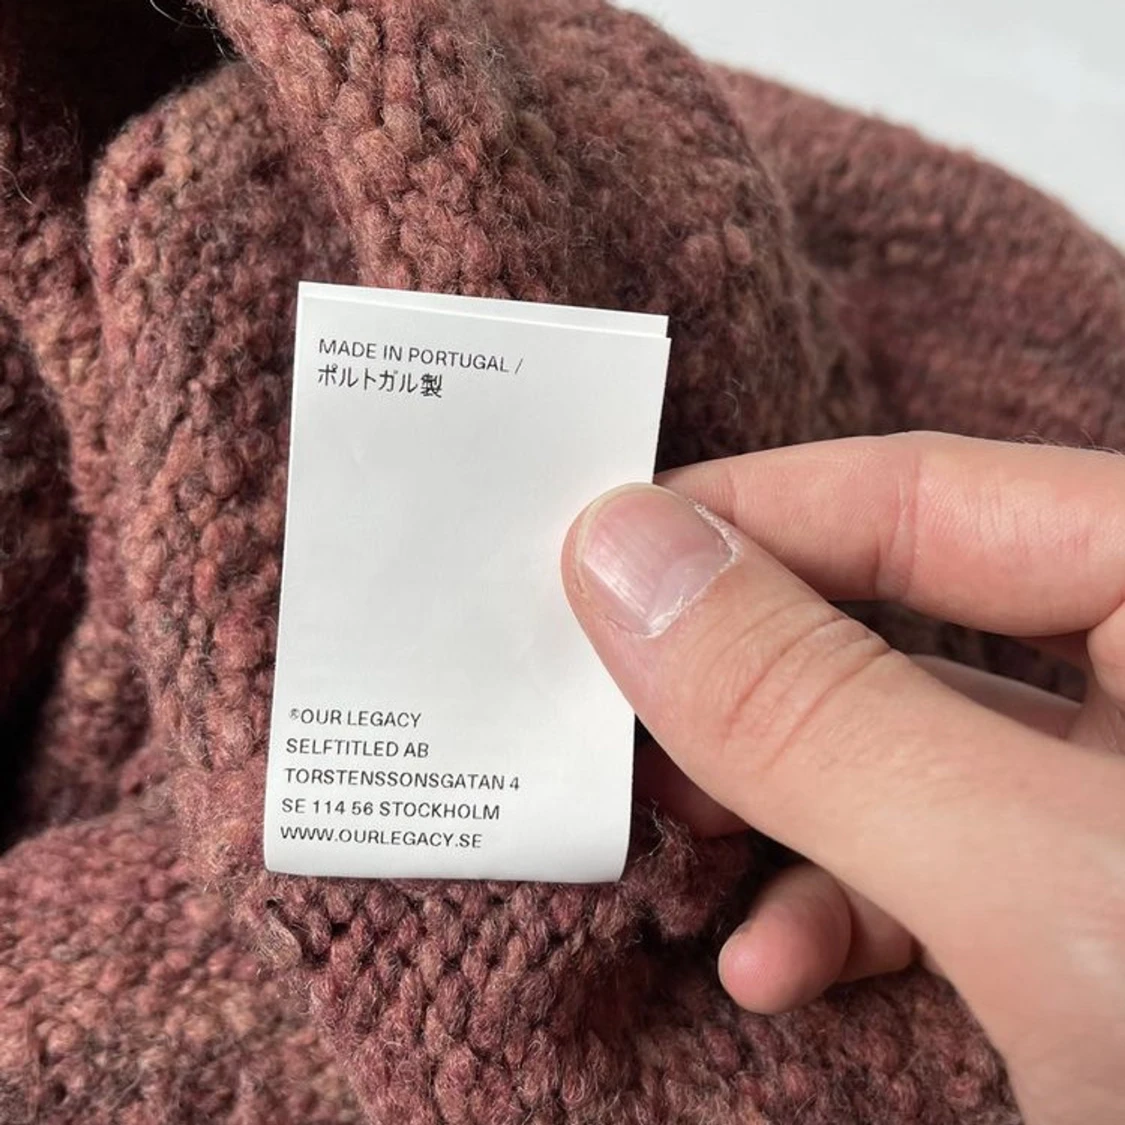 MADE IN PORTUGAL /
ポルトガル製
©OUR LEGACY
SELFTITLED AB
TORSTENSSONSGATAN 4
SE 114 56 STOCKHOLM
WWW.OURLEGACY.SE